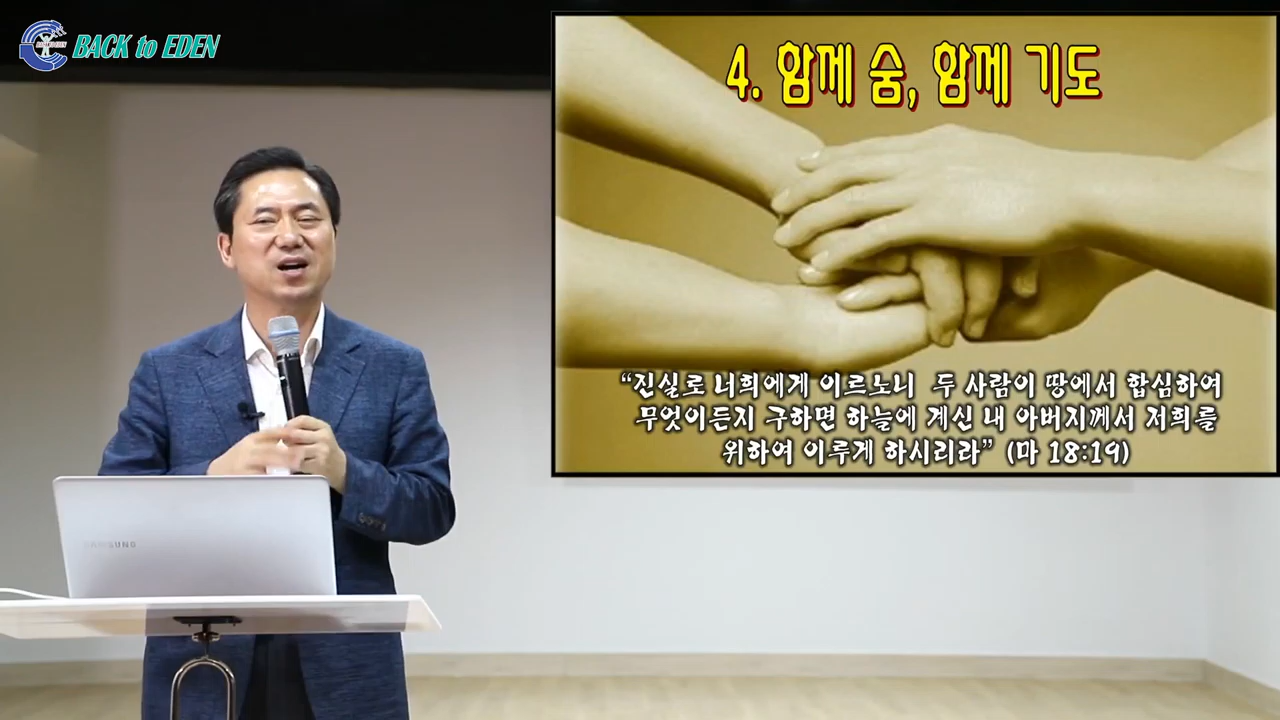 BACK to EDEN
4. 함께 숨, 함께 기도
“진실로 너희에게 이르노니 두 사람이 땅에서 합심하여
무엇이든지 구하면 하늘에 계신 내 아버지께서 저희를
위하여 이루게 하시리라” (마 18:19)
SAMSUNG